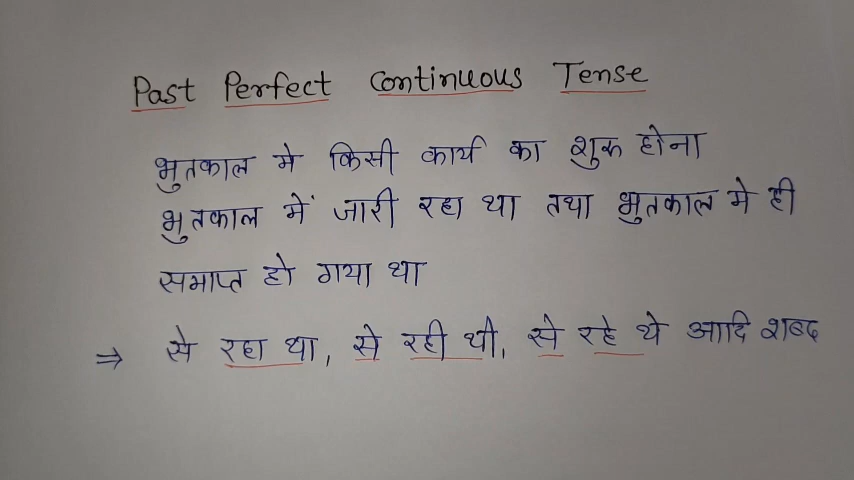 Past Perfect Continuous Tense
भुतकाल मे किसी कार्य का शुरू होना
भुतकाल में जारी रहा था तथा भुतकाल मे ही
समाप्त हो गया था
⇒ से रहा था, से रही थी, से रहे थे आदि शब्द